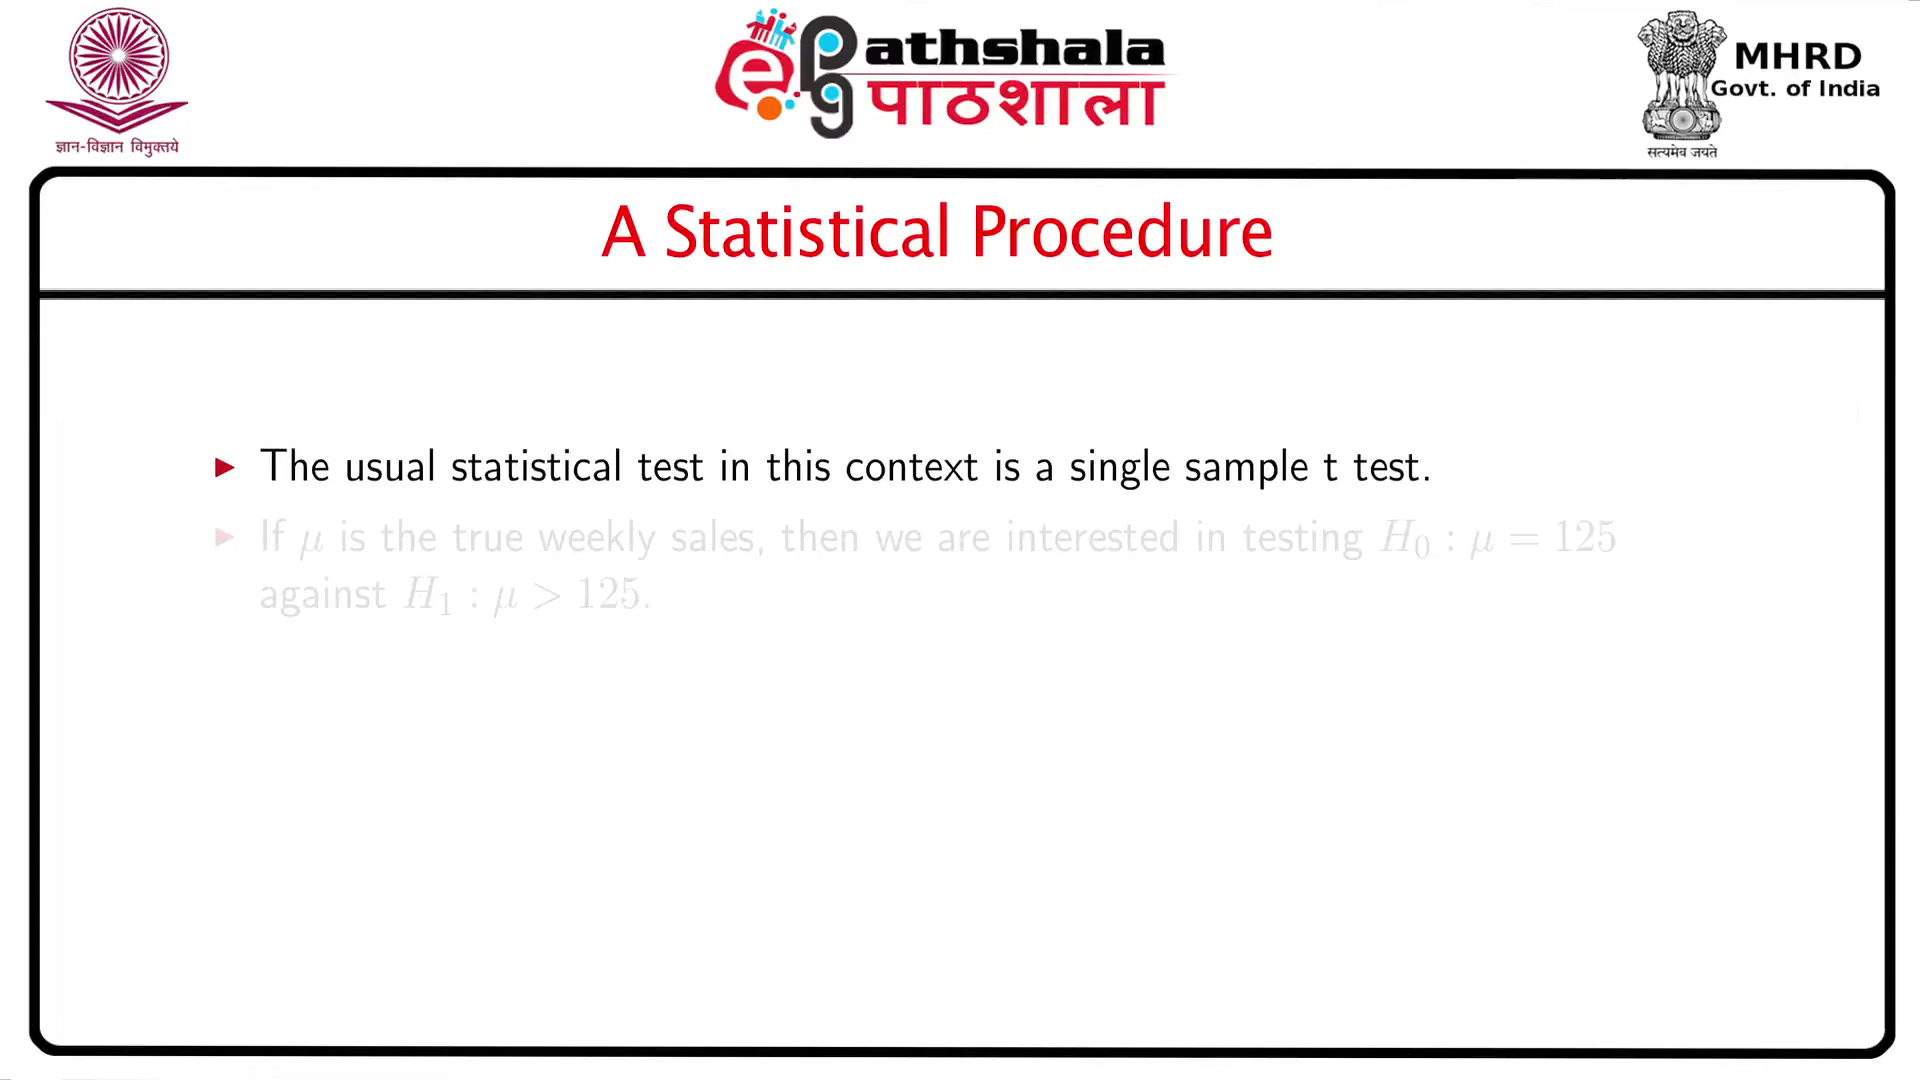 ज्ञान-विज्ञान विमुक्तये
e PG athshala
पाठशाला
MHRD
Govt. of India
सत्यमेव जयते
A Statistical Procedure
▶ The usual statistical test in this context is a single sample t test.
▶ If μ is the true weekly sales, then we are interested in testing H₀ : μ = 125
against H₁ : μ > 125.